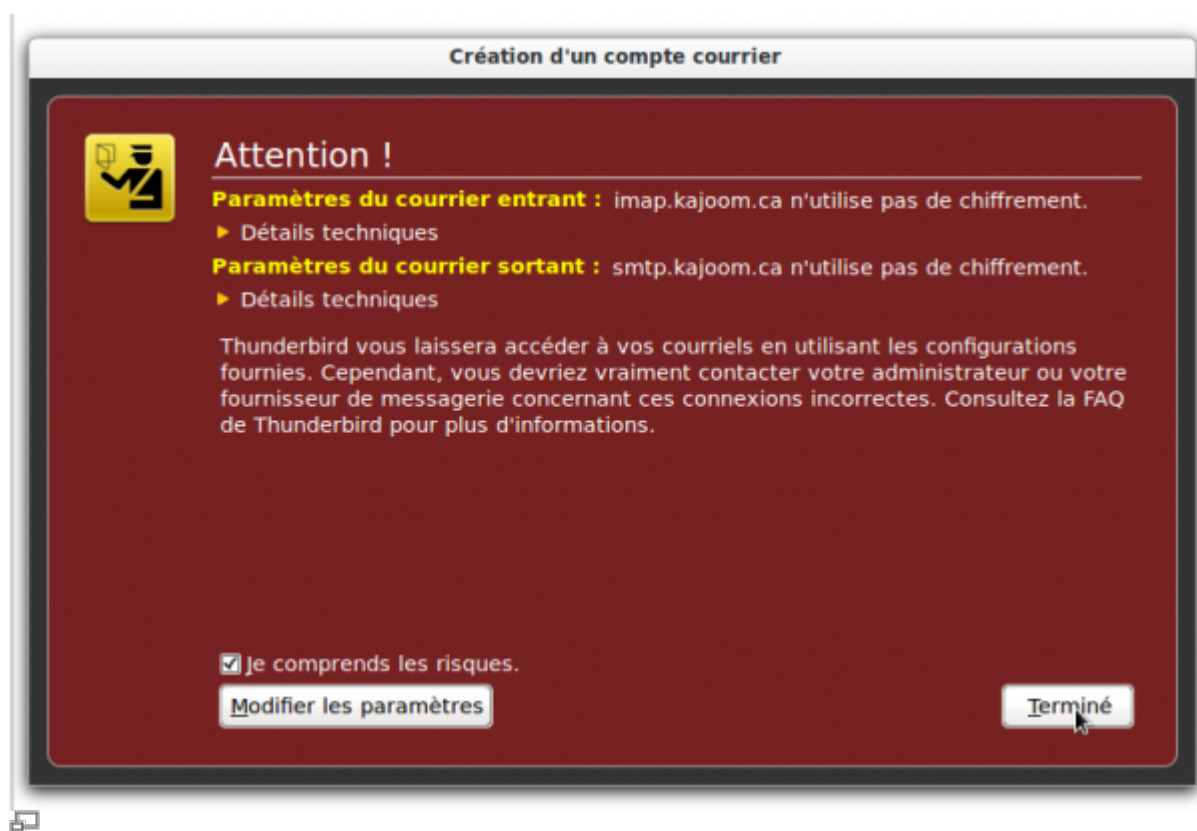 Création d'un compte courrier
Attention !
Paramètres du courrier entrant : imap.kajoom.ca n'utilise pas de chiffrement.
Détails techniques
Paramètres du courrier sortant : smtp.kajoom.ca n'utilise pas de chiffrement.
Détails techniques
Thunderbird vous laissera accéder à vos courriels en utilisant les configurations
fournies. Cependant, vous devriez vraiment contacter votre administrateur ou votre
fournisseur de messagerie concernant ces connexions incorrectes. Consultez la FAQ
de Thunderbird pour plus d'informations.
Je comprends les risques.
Modifier les paramètres
Terminé